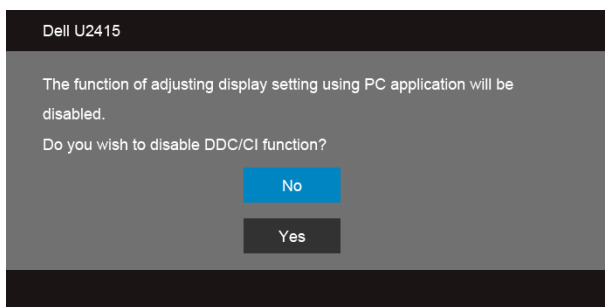 Dell U2415
The function of adjusting display setting using PC application will be
disabled.
Do you wish to disable DDC/CI function?
No
Yes